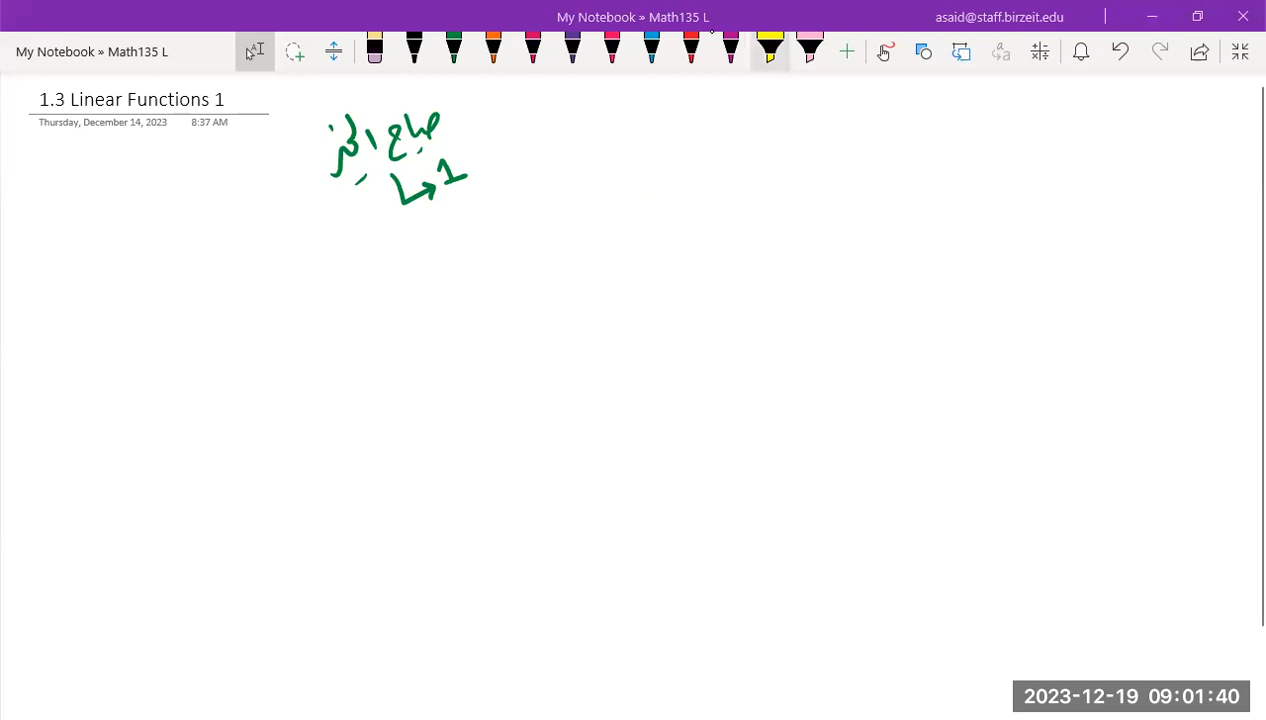 My Notebook » Math135 L
asaid@staff.birzeit.edu
My Notebook » Math135 L
1.3 Linear Functions 1
Thursday, December 14, 2023 8:37 AM
1
2023-12-19 09:01:40